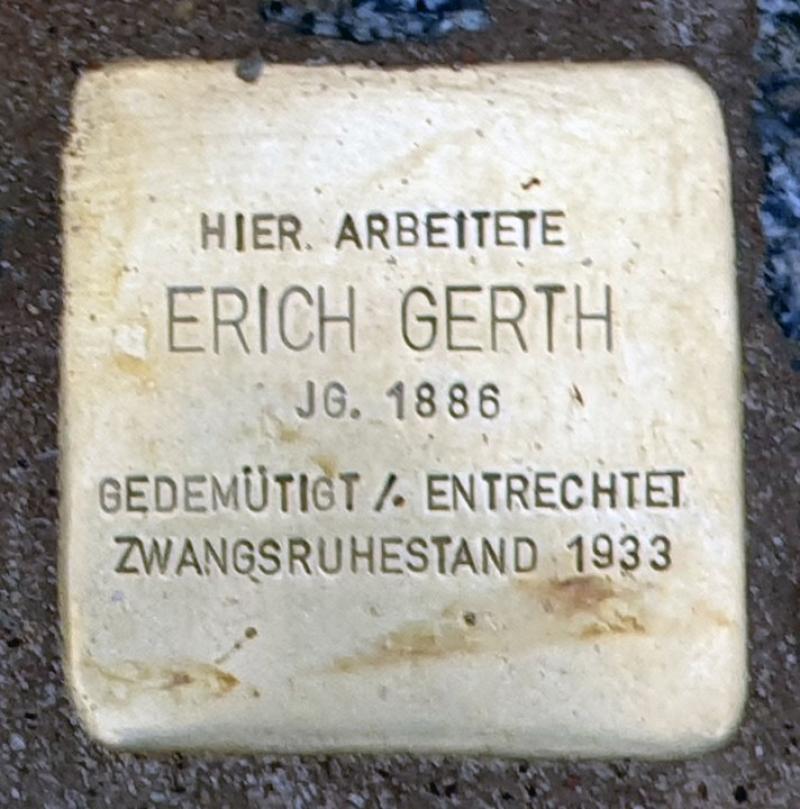 HIER ARBEITETE
ERICH GERTH
JG. 1886
GEDEMÜTIGT / ENTRECHTET
ZWANGSRUHESTAND 1933